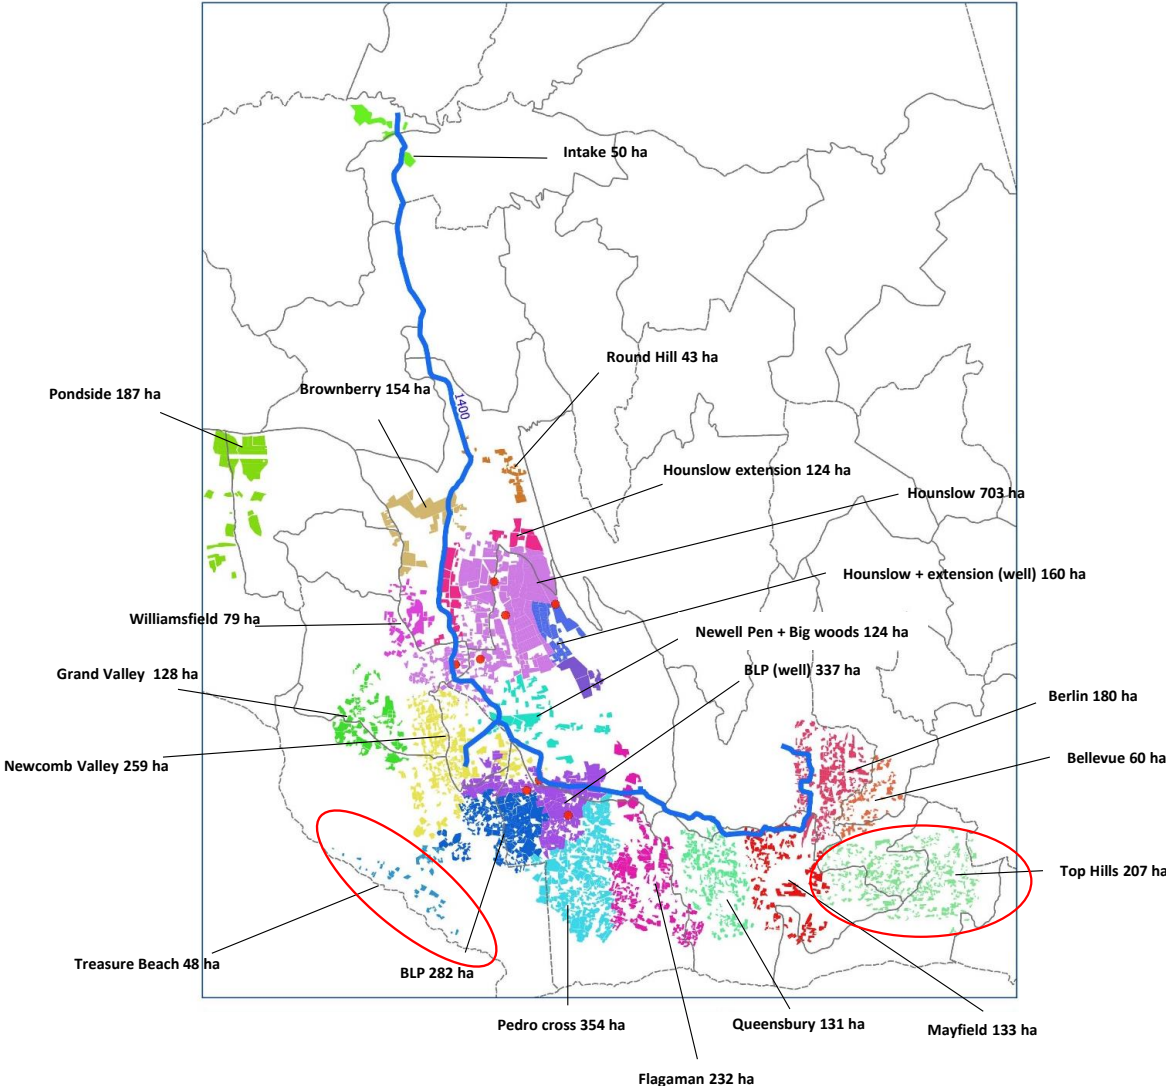 Intake 50 ha
Round Hill 43 ha
Brownberry 154 ha
Pondside 187 ha
1400
Hounslow extension 124 ha
Hounslow 703 ha
Hounslow + extension (well) 160 ha
Williamsfield 79 ha
Newell Pen + Big woods 124 ha
BLP (well) 337 ha
Grand Valley 128 ha
Berlin 180 ha
Newcomb Valley 259 ha
Bellevue 60 ha
Top Hills 207 ha
Treasure Beach 48 ha
BLP 282 ha
Pedro cross 354 ha
Queensbury 131 ha
Mayfield 133 ha
Flagaman 232 ha